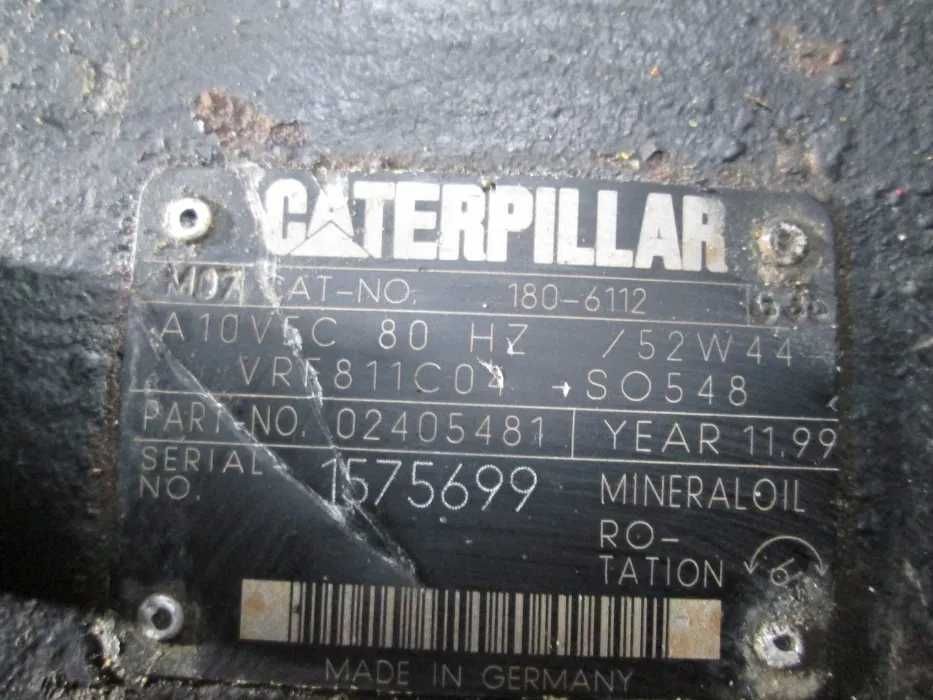 CATERPILLAR
M07 CAT-NO. 180-6112
80 HZ /52W44
VRF811C04 -SO548
PART-NO. 02405481 YEAR 11.99
SERIAL- NO. 1575699
MINERALOIL
RO-
TATION
MADE IN GERMANY